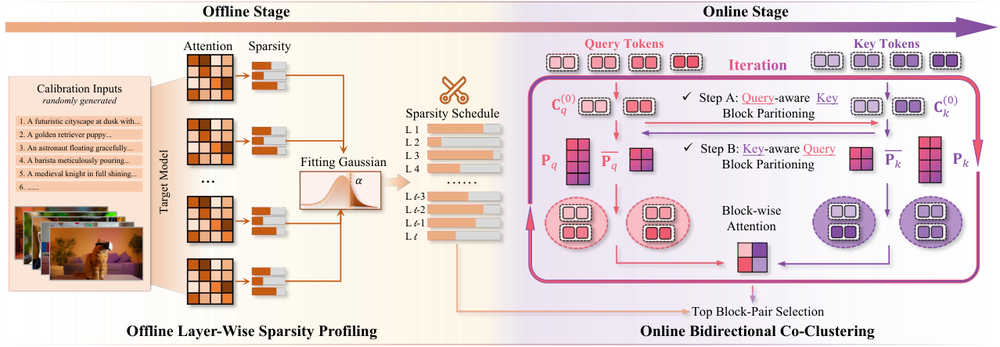 Offline Stage
Online Stage
Attention
Sparsity
Calibration Inputs
randomly generated
1. A futuristic cityscape at dusk with...
2. A golden retriever puppy...
3. An astronaut floating gracefully...
4. A barista meticulously pouring...
5. A medieval knight in full shining...
6. ......
Target Model
...
Fitting Gaussian
α
Sparsity Schedule
L 1
L 2
L 3
L 4
......
L ℓ-3
L ℓ-2
L ℓ-1
L ℓ
Offline Layer-Wise Sparsity Profiling
Query Tokens
Key Tokens
Iteration
C_q^(0)
✓ Step A: Query-aware Key
Block Paritioning
C_k^(0)
✓ Step B: Key-aware Query
Block Partitioning
P_q
P̅_q
P̅_k
P_k
Block-wise
Attention
Top Block-Pair Selection
Online Bidirectional Co-Clustering